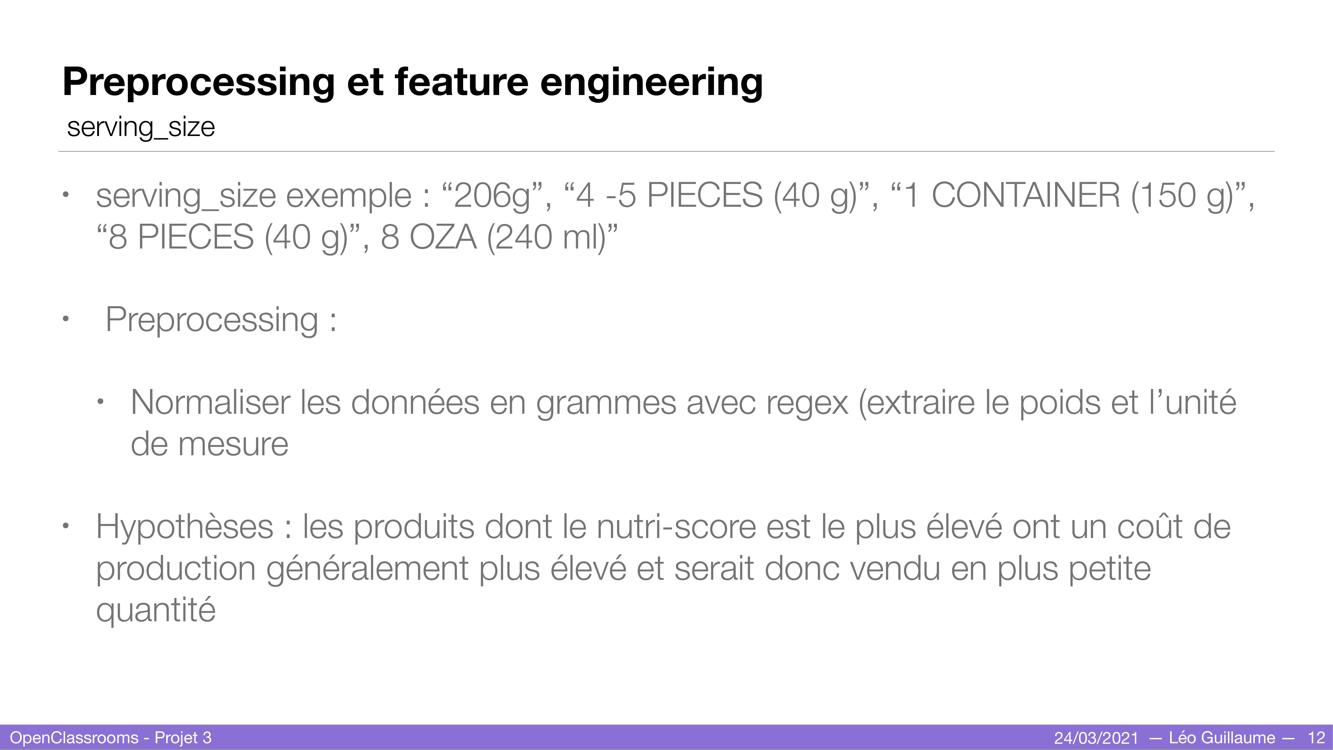 Preprocessing et feature engineering
serving_size
• serving_size exemple : “206g”, “4 -5 PIECES (40 g)”, “1 CONTAINER (150 g)”,
“8 PIECES (40 g)”, 8 OZA (240 ml)”
• Preprocessing :
• Normaliser les données en grammes avec regex (extraire le poids et l’unité
de mesure
• Hypothèses : les produits dont le nutri-score est le plus élevé ont un coût de
production généralement plus élevé et serait donc vendu en plus petite
quantité
OpenClassrooms - Projet 3 24/03/2021 — Léo Guillaume — 12